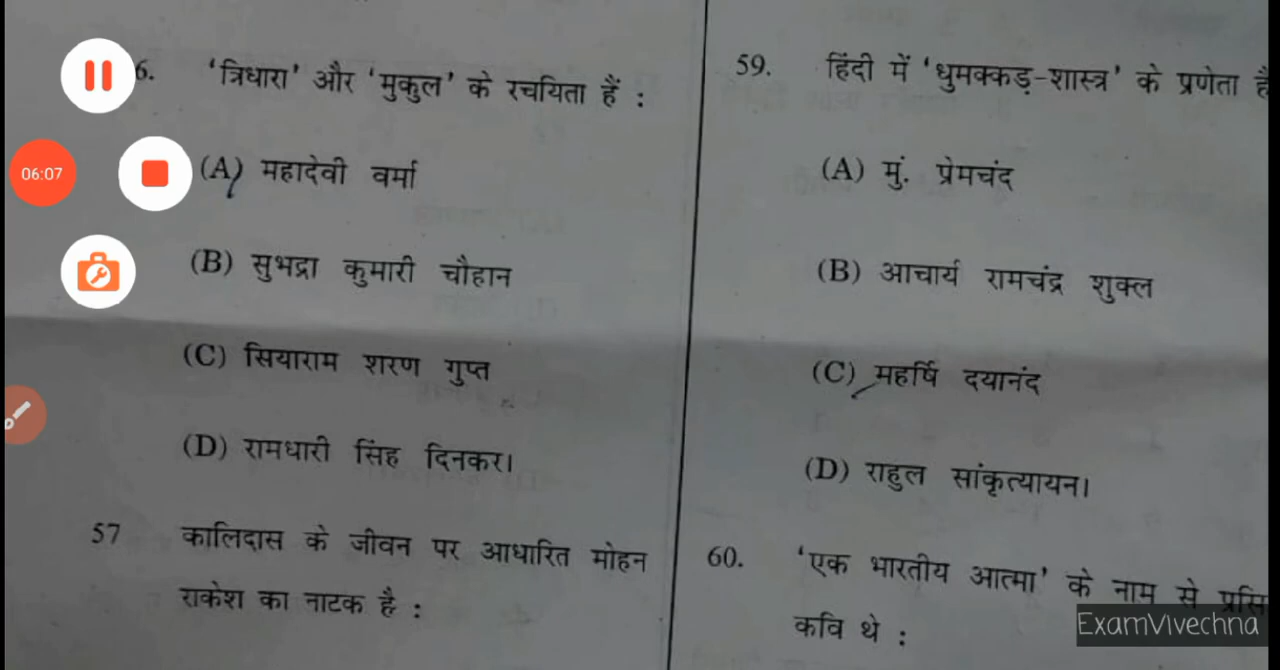 06:07
6. 'त्रिधारा' और 'मुकुल' के रचयिता हैं :
(A) महादेवी वर्मा
(B) सुभद्रा कुमारी चौहान
(C) सियाराम शरण गुप्त
(D) रामधारी सिंह दिनकर।
57 कालिदास के जीवन पर आधारित मोहन
राकेश का नाटक है :
59. हिंदी में 'धुमक्कड़-शास्त्र' के प्रणेता हैं
(A) मुं. प्रेमचंद
(B) आचार्य रामचंद्र शुक्ल
(C) महर्षि दयानंद
(D) राहुल सांकृत्यायन।
60. 'एक भारतीय आत्मा' के नाम से
कवि थे :
ExamVivechna